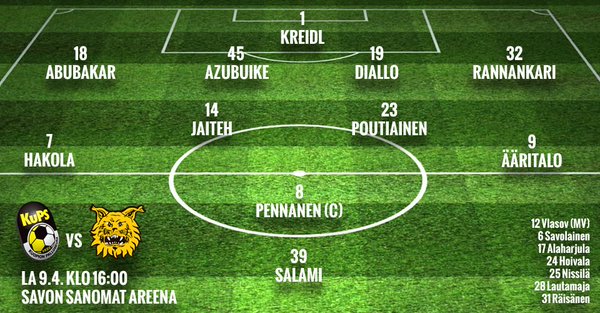 1
KREIDL
18
ABUBAKAR
45
AZUBUIKE
19
DIALLO
32
RANNANKARI
14
JAITEH
23
POUTIAINEN
7
HAKOLA
9
ÄÄRITALO
8
PENNANEN (C)
39
SALAMI
KuPS
VS
LA 9.4. KLO 16:00
SAVON SANOMAT AREENA
12 Vlasov (MV)
6 Savolainen
17 Alaharjula
24 Hoivala
25 Nissilä
28 Lautamaja
31 Räisänen